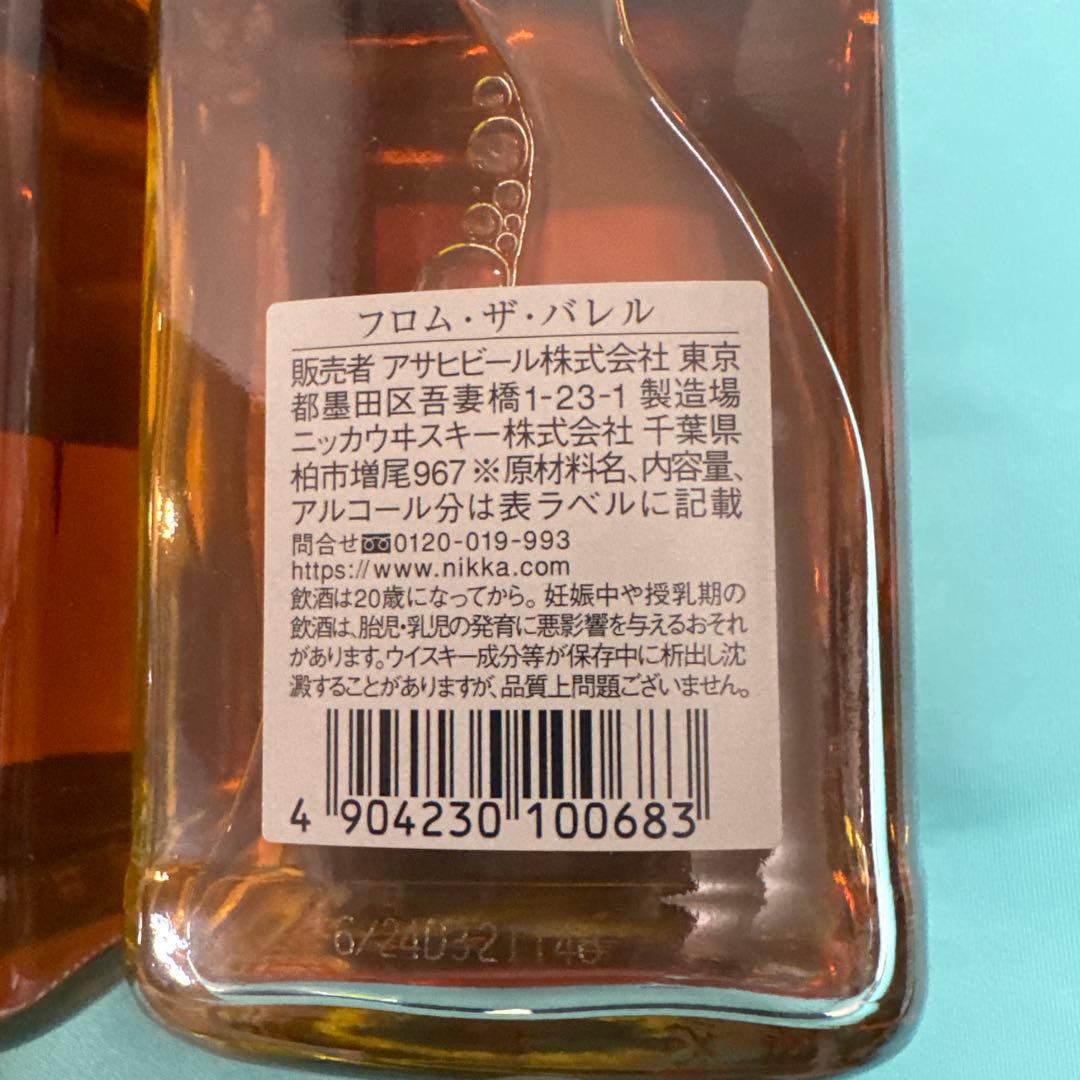 フロム・ザ・バレル
販売者 アサヒビール株式会社 東京
都墨田区吾妻橋1-23-1 製造場
ニッカウヰスキー株式会社 千葉県
柏市増尾967 ※原材料名、内容量、
アルコール分は表ラベルに記載
問合せ 0120-019-993
https://www.nikka.com
飲酒は20歳になってから。妊娠中や授乳期の
飲酒は、胎児・乳児の発育に悪影響を与えるおそれ
があります。ウイスキー成分等が保存中に析出し沈
澱することがありますが、品質上問題ございません。
4 904230 100683